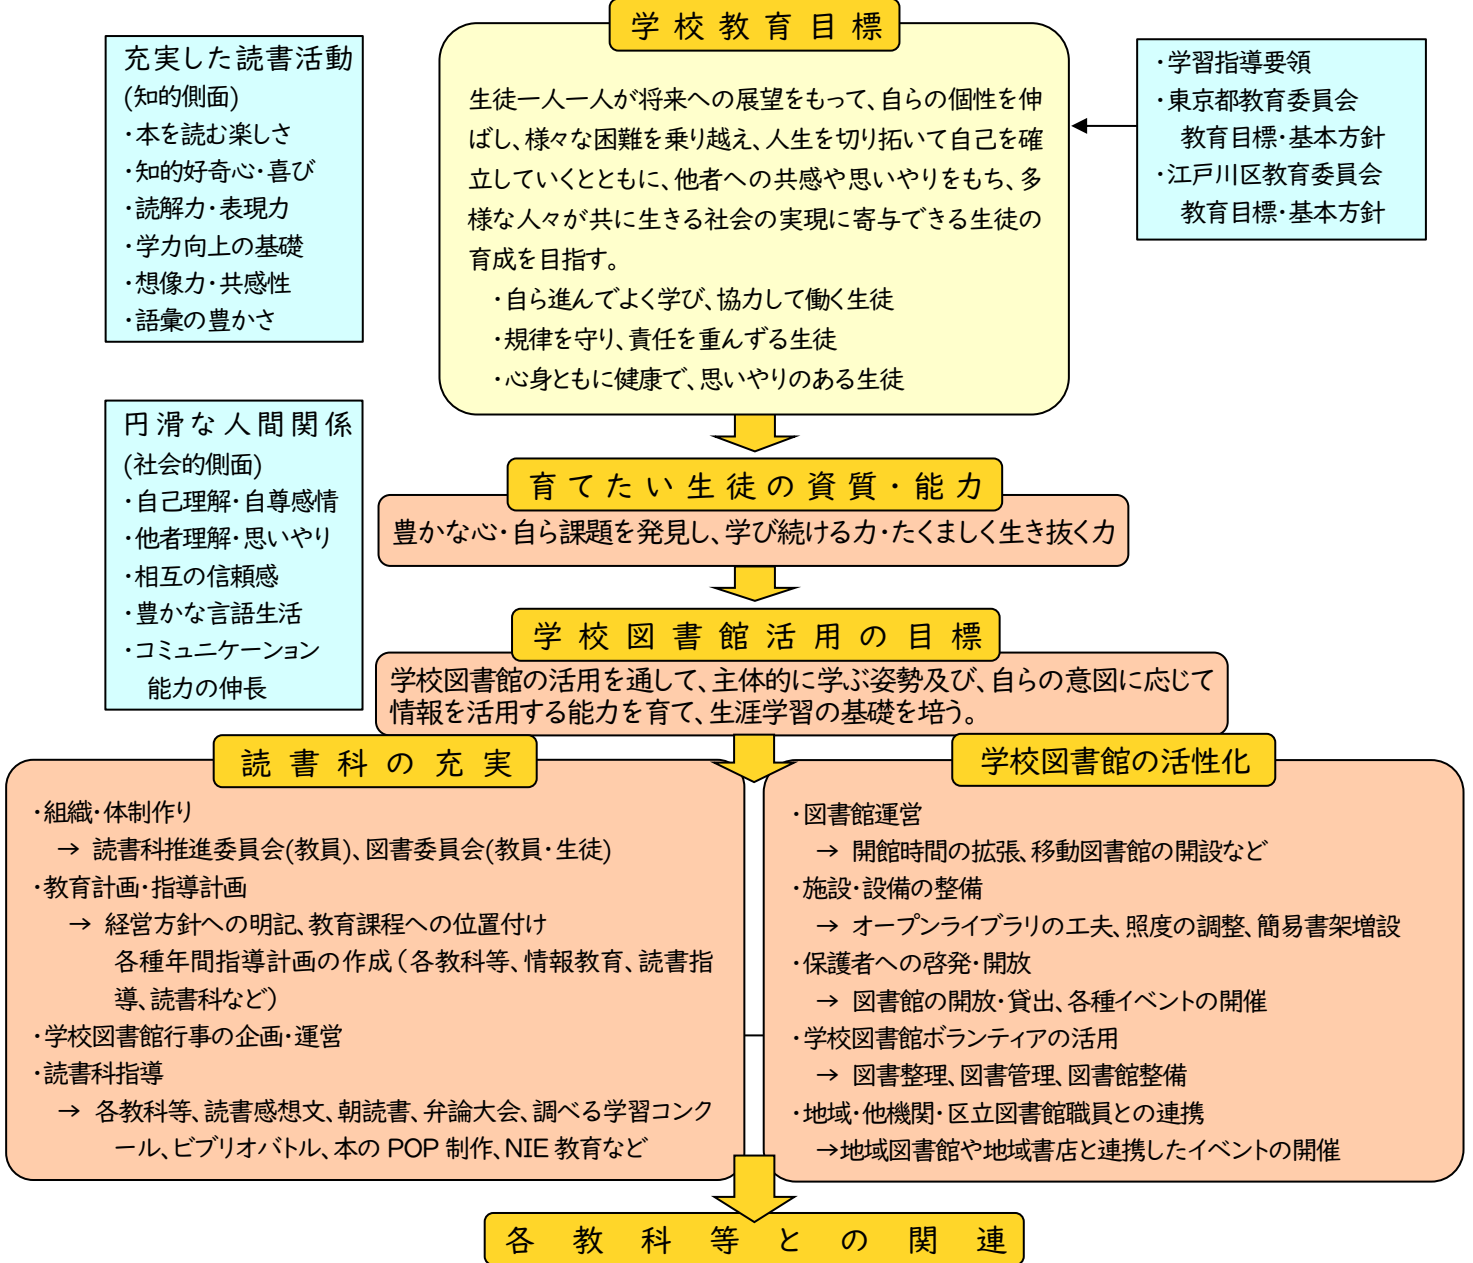 学校教育目標
充実した読書活動
(知的側面)
・本を読む楽しさ
・知的好奇心・喜び
・読解力・表現力
・学力向上の基礎
・想像力・共感性
・語彙の豊かさ
生徒一人一人が将来への展望をもって、自らの個性を伸
ばし、様々な困難を乗り越え、人生を切り拓いて自己を確
立していくとともに、他者への共感や思いやりをもち、多
様な人々が共に生きる社会の実現に寄与できる生徒の
育成を目指す。
・自ら進んでよく学び、協力して働く生徒
・規律を守り、責任を重んずる生徒
・心身ともに健康で、思いやりのある生徒
・学習指導要領
・東京都教育委員会
教育目標・基本方針
・江戸川区教育委員会
教育目標・基本方針
円滑な人間関係
(社会的側面)
・自己理解・自尊感情
・他者理解・思いやり
・相互の信頼感
・豊かな言語生活
・コミュニケーション
能力の伸長
育てたい生徒の資質・能力
豊かな心・自ら課題を発見し、学び続ける力・たくましく生き抜く力
学校図書館活用の目標
学校図書館の活用を通して、主体的に学ぶ姿勢及び、自らの意図に応じて
情報を活用する能力を育て、生涯学習の基礎を培う。
読書科の充実
・組織・体制作り
→ 読書科推進委員会(教員)、図書委員会(教員・生徒)
・教育計画・指導計画
→ 経営方針への明記、教育課程への位置付け
各種年間指導計画の作成(各教科等、情報教育、読書指
導、読書科など)
・学校図書館行事の企画・運営
・読書科指導
→ 各教科等、読書感想文、朝読書、弁論大会、調べる学習コンク
ール、ビブリオバトル、本の POP 制作、NIE 教育など
学校図書館の活性化
・図書館運営
→ 開館時間の拡張、移動図書館の開設など
・施設・設備の整備
→ オープンライブラリの工夫、照度の調整、簡易書架増設
・保護者への啓発・開放
→ 図書館の開放・貸出、各種イベントの開催
・学校図書館ボランティアの活用
→ 図書整理、図書管理、図書館整備
・地域・他機関・区立図書館職員との連携
→地域図書館や地域書店と連携したイベントの開催
各教科等との関連